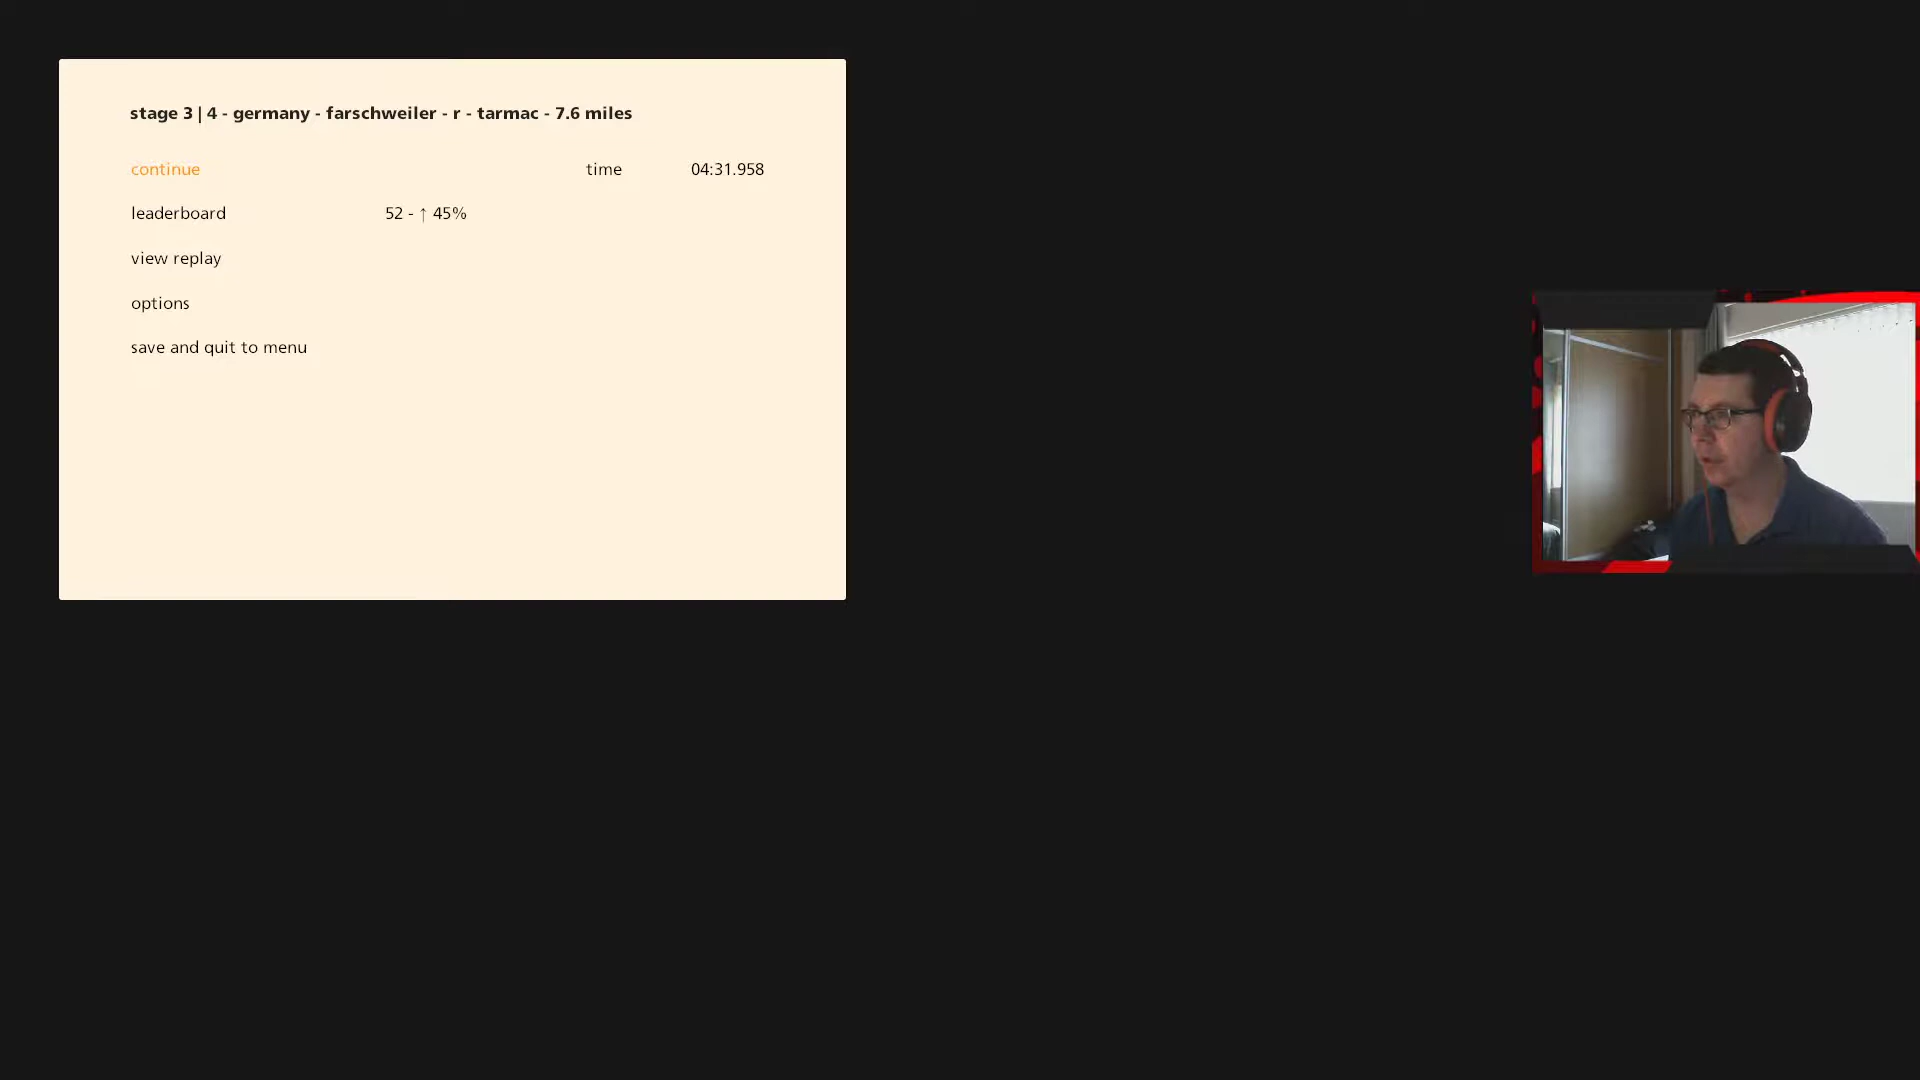 stage 3 | 4 - germany - farschweiler - r - tarmac - 7.6 miles
continue time 04:31.958
leaderboard 52 - ↑ 45%
view replay
options
save and quit to menu